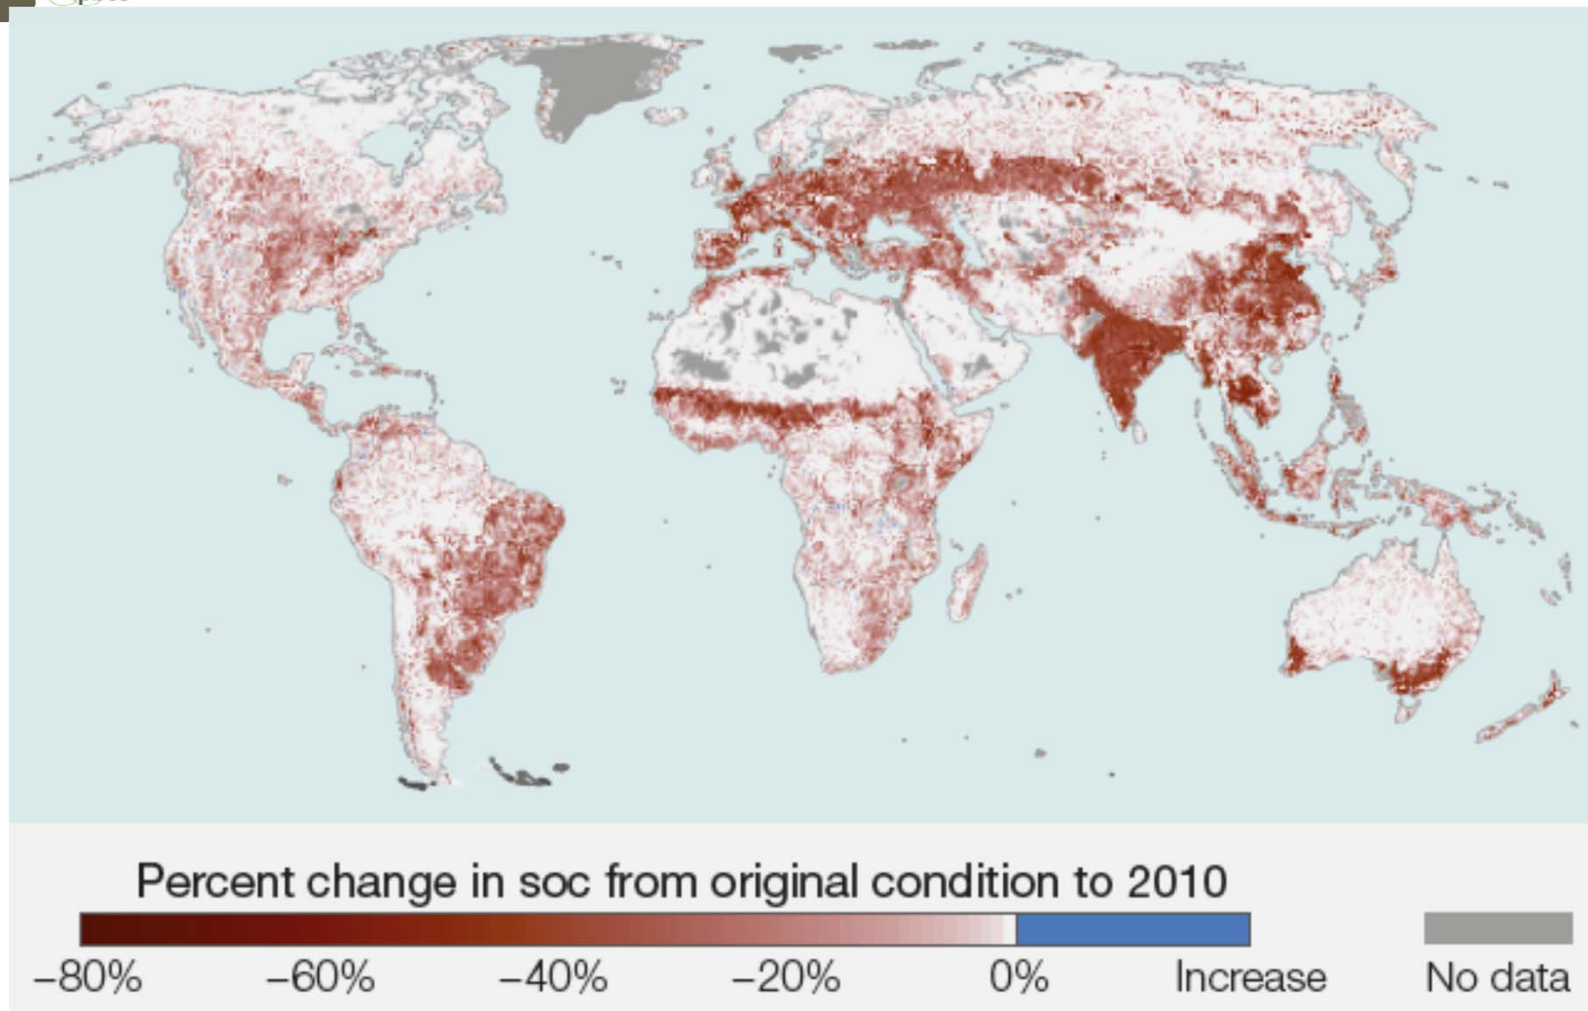 Percent change in soc from original condition to 2010
−80%
−60%
−40%
−20%
0%
Increase
No data